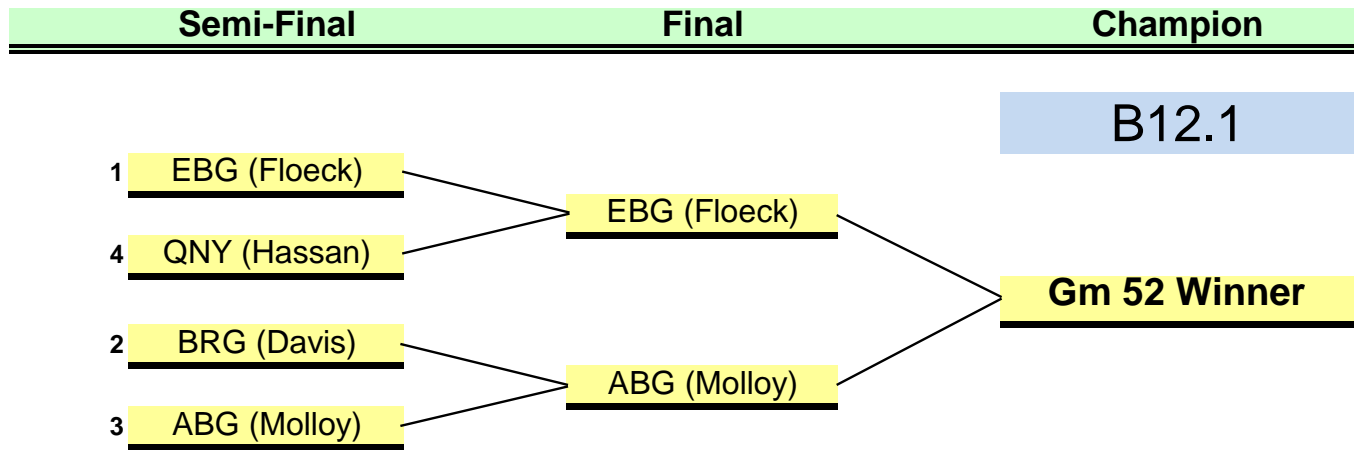 Semi-Final Final Champion
B12.1
1 EBG (Floeck)
EBG (Floeck)
4 QNY (Hassan)
Gm 52 Winner
2 BRG (Davis)
ABG (Molloy)
3 ABG (Molloy)